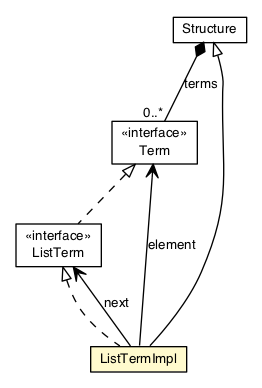 Structure
terms
0..*
«interface»
Term
«interface»
ListTerm
element
next
ListTermImpl